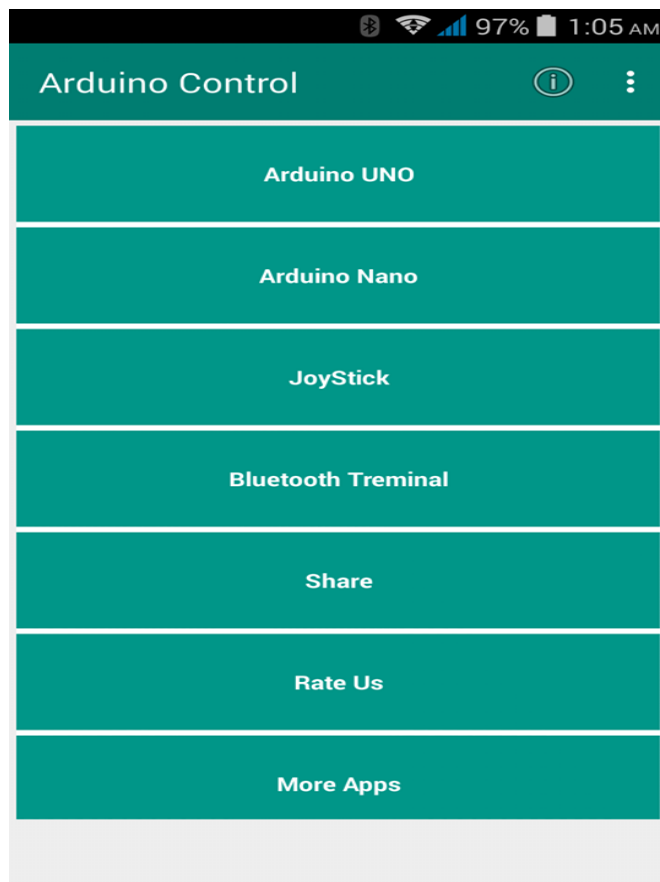 97% 1:05 AM
Arduino Control
Arduino UNO
Arduino Nano
JoyStick
Bluetooth Treminal
Share
Rate Us
More Apps